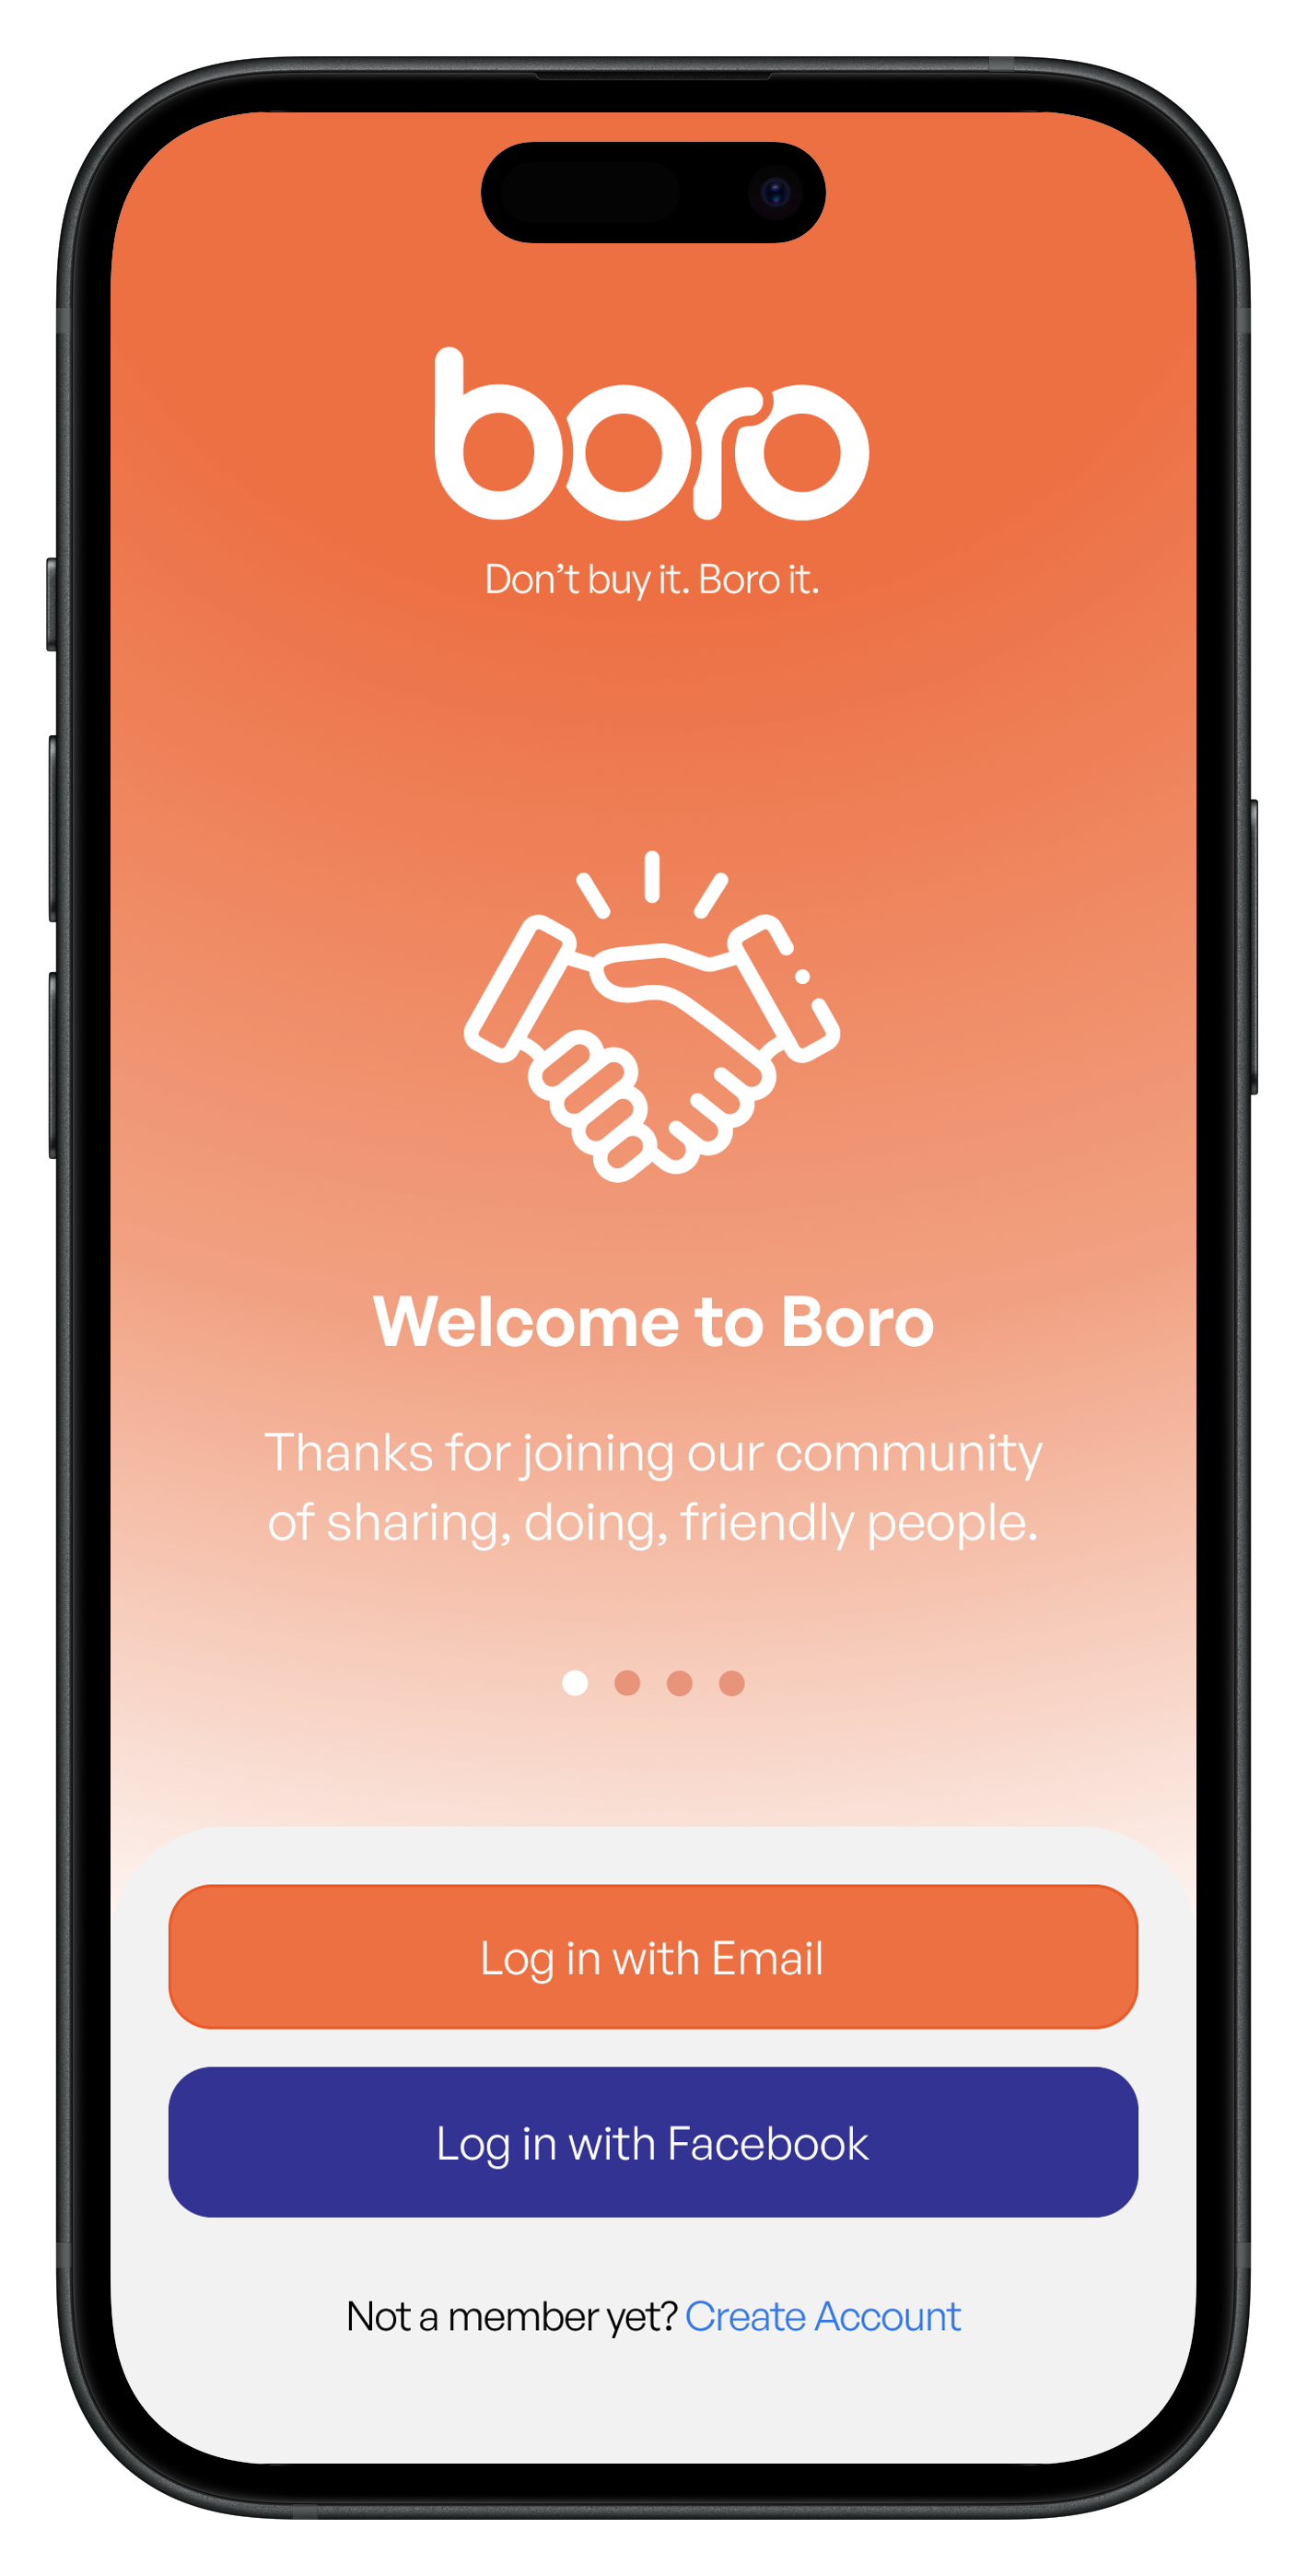 boro
Don’t buy it. Boro it.
Welcome to Boro
Thanks for joining our community
of sharing, doing, friendly people.
Log in with Email
Log in with Facebook
Not a member yet? Create Account